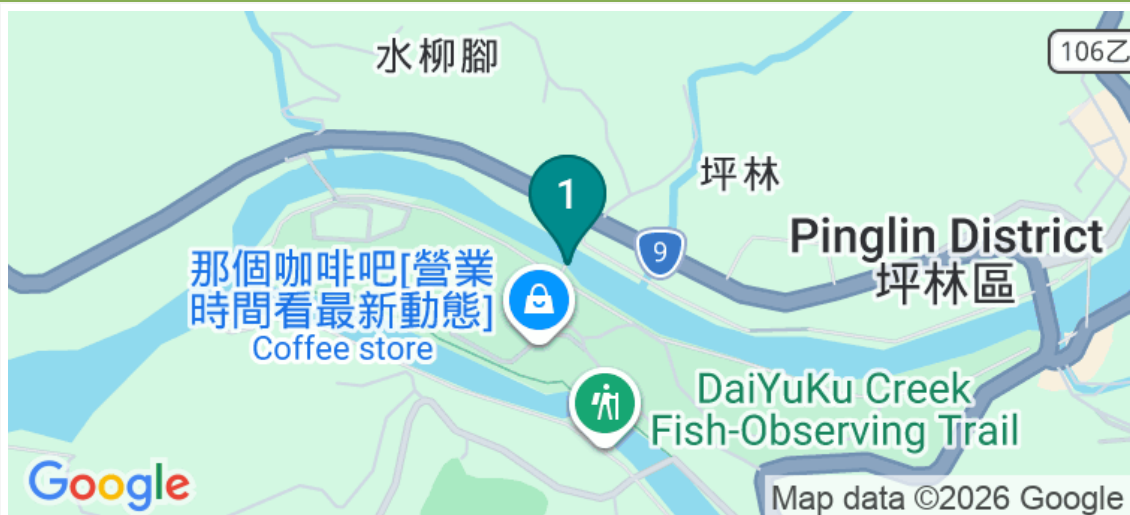 水柳腳
106乙
坪林
1
9
Pinglin District
坪林區
那個咖啡吧[營業
時間看最新動態]
Coffee store
DaiYuKu Creek
Fish-Observing Trail
Google
Map data ©2026 Google